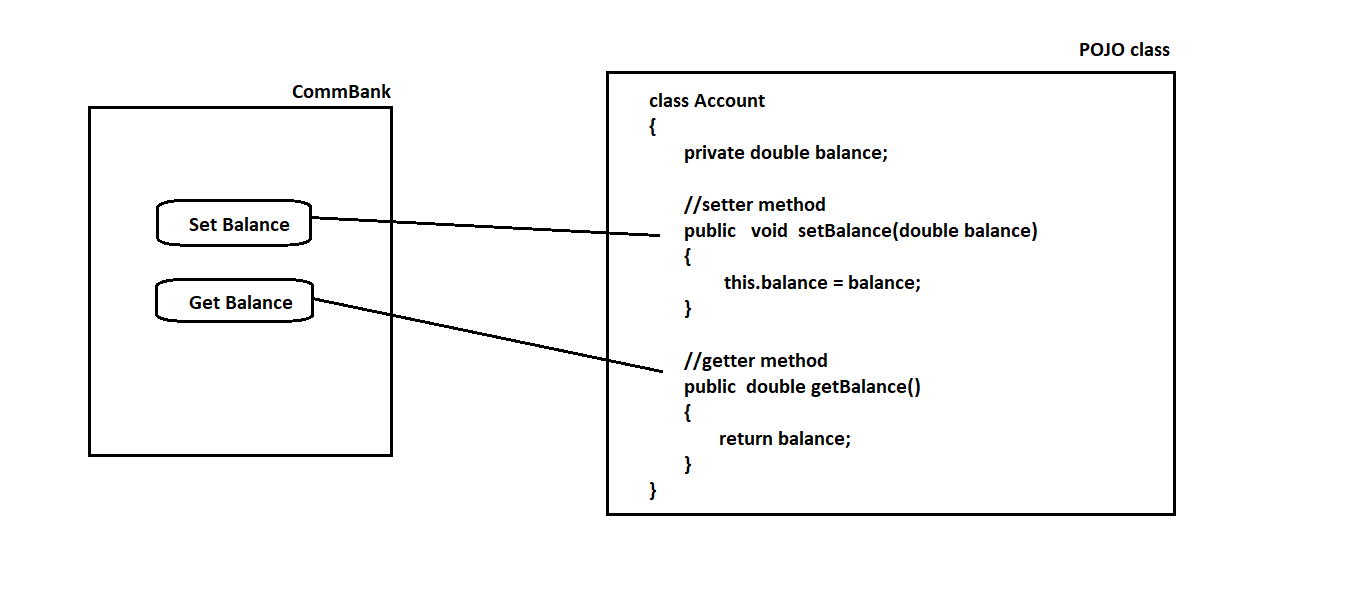 CommBank
Set Balance
Get Balance
POJO class
class Account
{
private double balance;
//setter method
public void setBalance(double balance)
{
this.balance = balance;
}
//getter method
public double getBalance()
{
return balance;
}
}